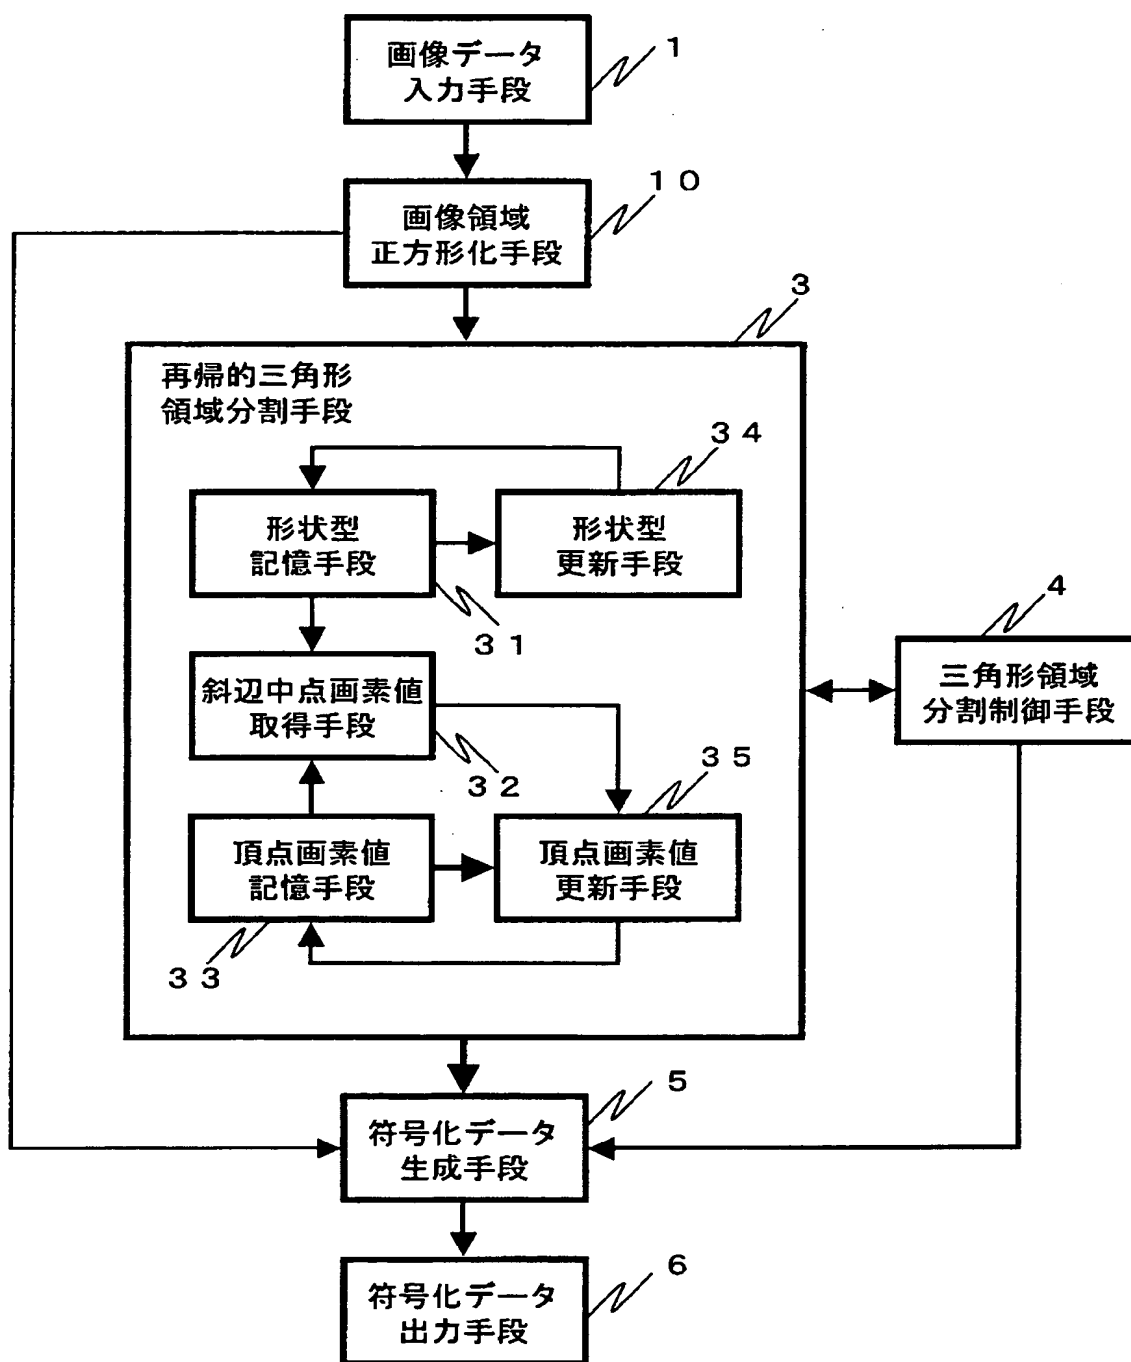 画像データ
入力手段
1
10
画像領域
正方形化手段
3
再帰的三角形
領域分割手段
34
形状型
記憶手段
形状型
更新手段
31
4
三角形領域
分割制御手段
斜辺中点画素値
取得手段
32
35
頂点画素値
記憶手段
頂点画素値
更新手段
33
5
符号化データ
生成手段
6
符号化データ
出力手段